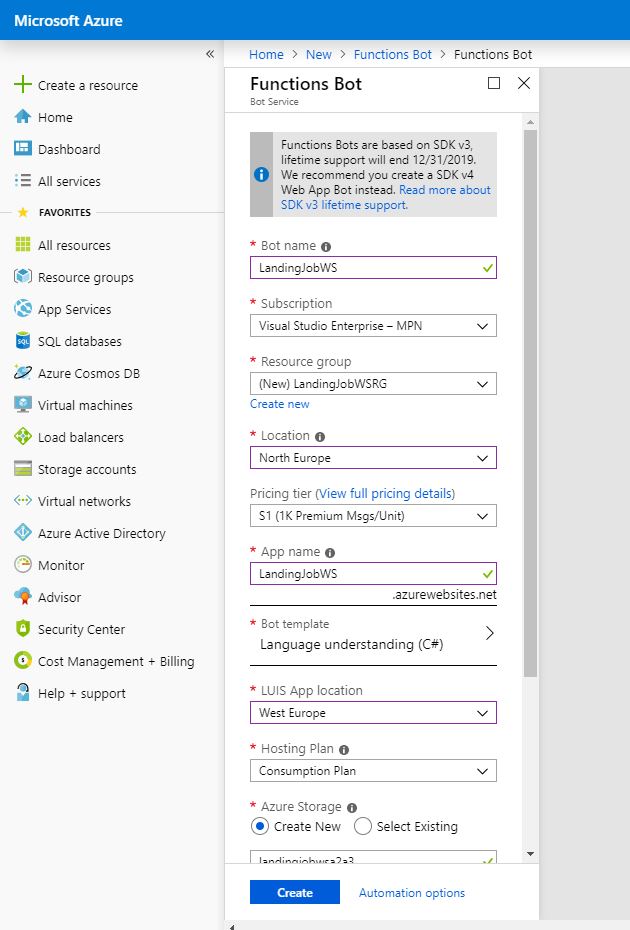 Microsoft Azure
«
Create a resource
Home
Dashboard
All services
FAVORITES
All resources
Resource groups
App Services
SQL databases
Azure Cosmos DB
Virtual machines
Load balancers
Storage accounts
Virtual networks
Azure Active Directory
Monitor
Advisor
Security Center
Cost Management + Billing
Help + support
Home > New > Functions Bot > Functions Bot
Functions Bot
Bot Service
Functions Bots are based on SDK v3,
lifetime support will end 12/31/2019.
We recommend you create a SDK v4
Web App Bot instead. Read more about
SDK v3 lifetime support.
* Bot name
LandingJobWS
* Subscription
Visual Studio Enterprise – MPN
* Resource group
(New) LandingJobWSRG
Create new
* Location
North Europe
Pricing tier (View full pricing details)
S1 (1K Premium Msgs/Unit)
* App name
LandingJobWS
.azurewebsites.net
* Bot template
Language understanding (C#)
* LUIS App location
West Europe
* Hosting Plan
Consumption Plan
* Azure Storage
Create New Select Existing
landingjobwsa2a3
Create Automation options